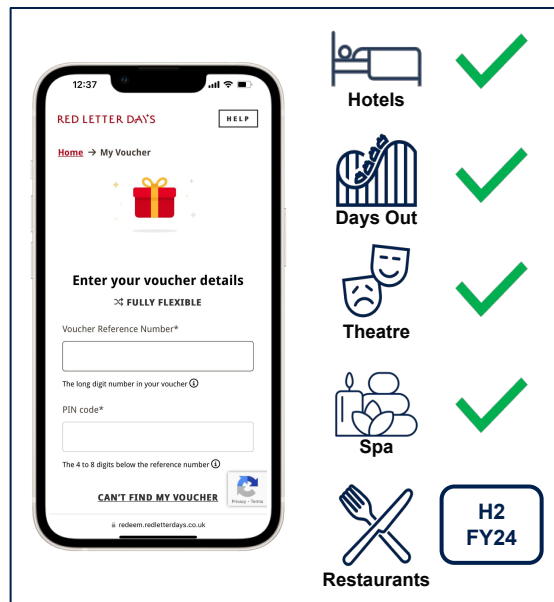 12:37
RED LETTER DAYS
HELP
Home → My Voucher
Enter your voucher details
FULLY FLEXIBLE
Voucher Reference Number*
The long digit number in your voucher
PIN code*
The 4 to 8 digits below the reference number
CAN'T FIND MY VOUCHER
Privacy - Terms
redeem.redletterdays.co.uk
Hotels
Days Out
Theatre
Spa
Restaurants
H2
FY24